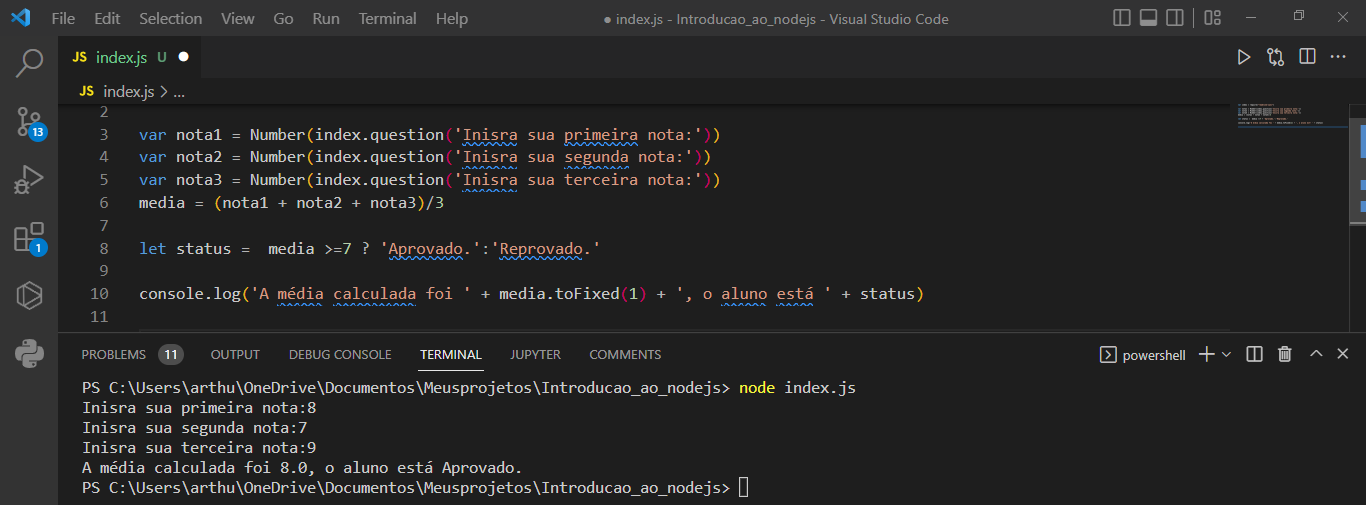 File Edit Selection View Go Run Terminal Help ● index.js - Introducao_ao_nodejs - Visual Studio Code
JS index.js U ●
JS index.js > ...
2
3 var nota1 = Number(index.question('Inisra sua primeira nota:'))
4 var nota2 = Number(index.question('Inisra sua segunda nota:'))
5 var nota3 = Number(index.question('Inisra sua terceira nota:'))
6 media = (nota1 + nota2 + nota3)/3
7
8 let status =  media >=7 ? 'Aprovado.':'Reprovado.'
9
10 console.log('A média calculada foi ' + media.toFixed(1) + ', o aluno está ' + status)
11
13
1
PROBLEMS 11 OUTPUT DEBUG CONSOLE TERMINAL JUPYTER COMMENTS powershell
PS C:\Users\arthu\OneDrive\Documentos\Meusprojetos\Introducao_ao_nodejs> node index.js
Inisra sua primeira nota:8
Inisra sua segunda nota:7
Inisra sua terceira nota:9
A média calculada foi 8.0, o aluno está Aprovado.
PS C:\Users\arthu\OneDrive\Documentos\Meusprojetos\Introducao_ao_nodejs>